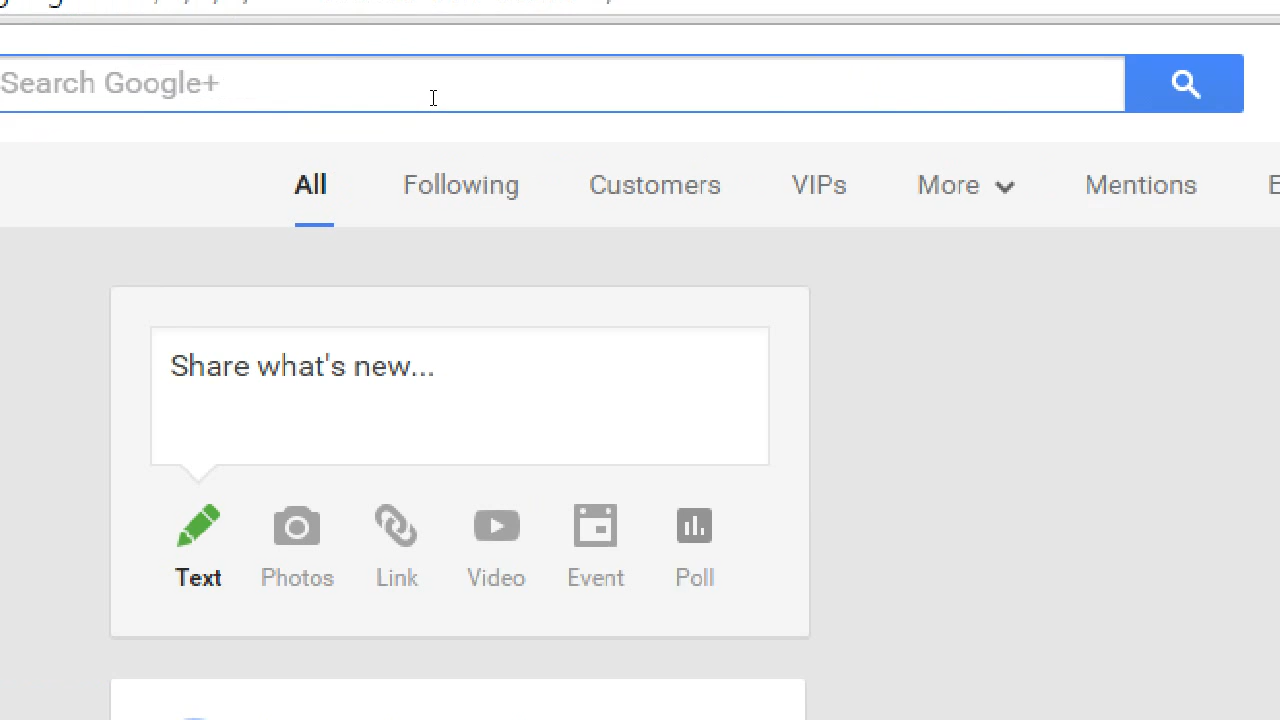 Search Google+
All Following Customers VIPs More Mentions
Share what's new...
Text Photos Link Video Event Poll